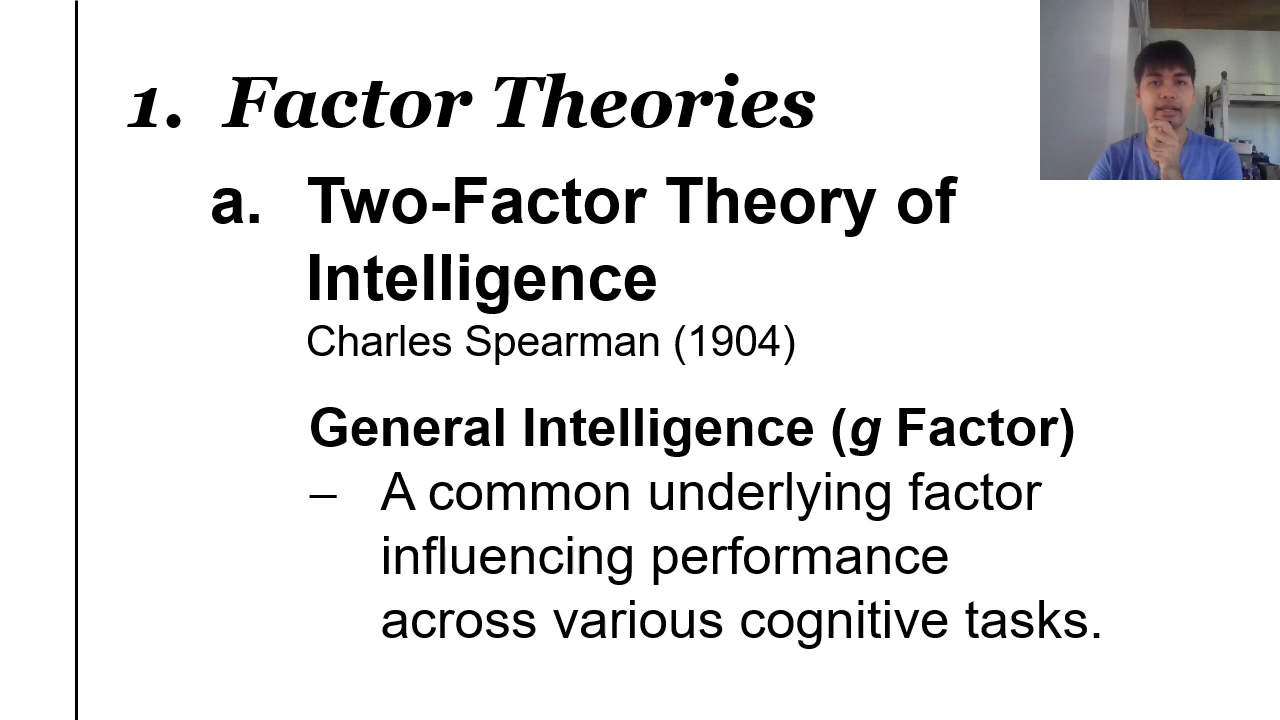 1. Factor Theories
a. Two-Factor Theory of
Intelligence
Charles Spearman (1904)
General Intelligence (g Factor)
– A common underlying factor
influencing performance
across various cognitive tasks.